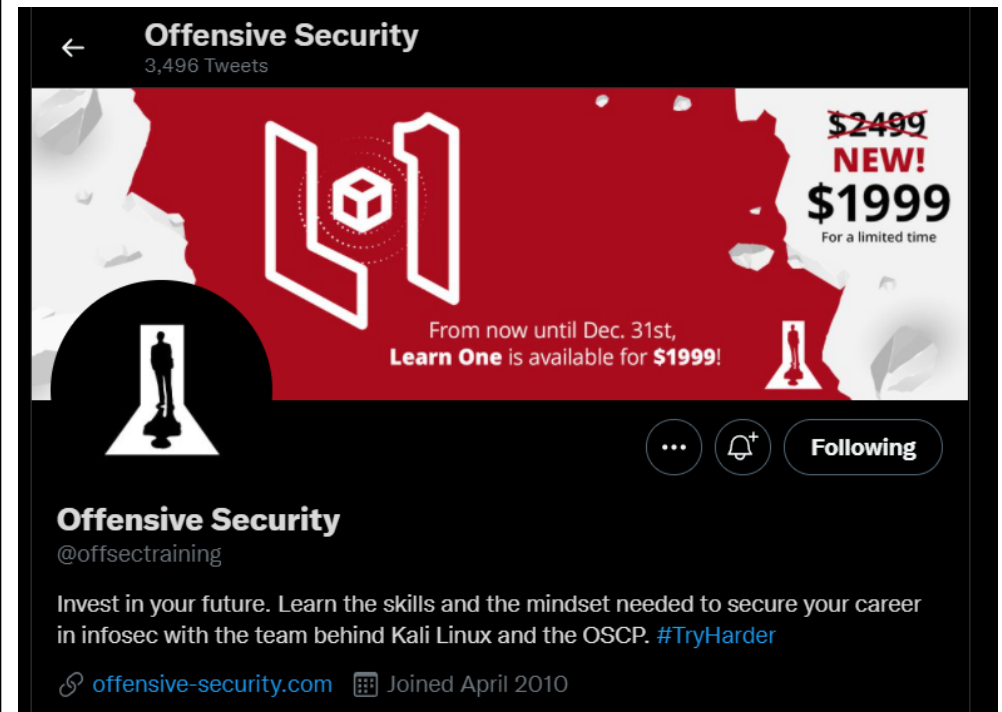 Offensive Security
3,496 Tweets
$2499
NEW!
$1999
For a limited time
From now until Dec. 31st,
Learn One is available for $1999!
Following
Offensive Security
@offsectraining
Invest in your future. Learn the skills and the mindset needed to secure your career
in infosec with the team behind Kali Linux and the OSCP. #TryHarder
offensive-security.com Joined April 2010